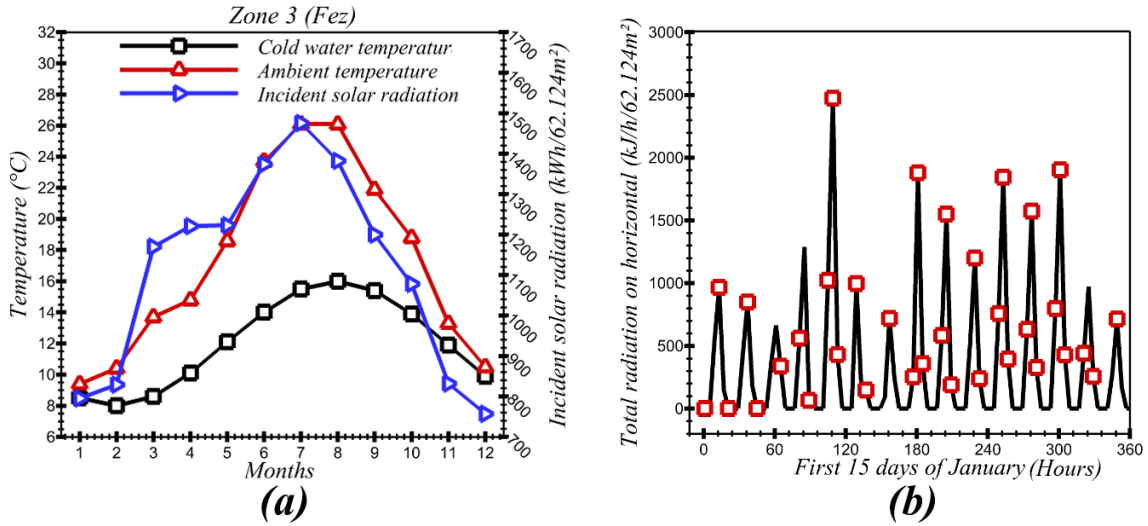 Zone 3 (Fez)
Cold water temperatur
Ambient temperature
Incident solar radiation
Temperature (°C)
32
30
28
26
24
22
20
18
16
14
12
10
8
6
1 2 3 4 5 6 7 8 9 10 11 12
Months
1700
1600
1500
1400
1300
1200
1100
1000
900
800
700
Incident solar radiation (kWh/62.124m²)
(a)
Total radiation on horizontal (kJ/h/62.124m²)
3000
2500
2000
1500
1000
500
0
0 60 120 180 240 300 360
First 15 days of January (Hours)
(b)